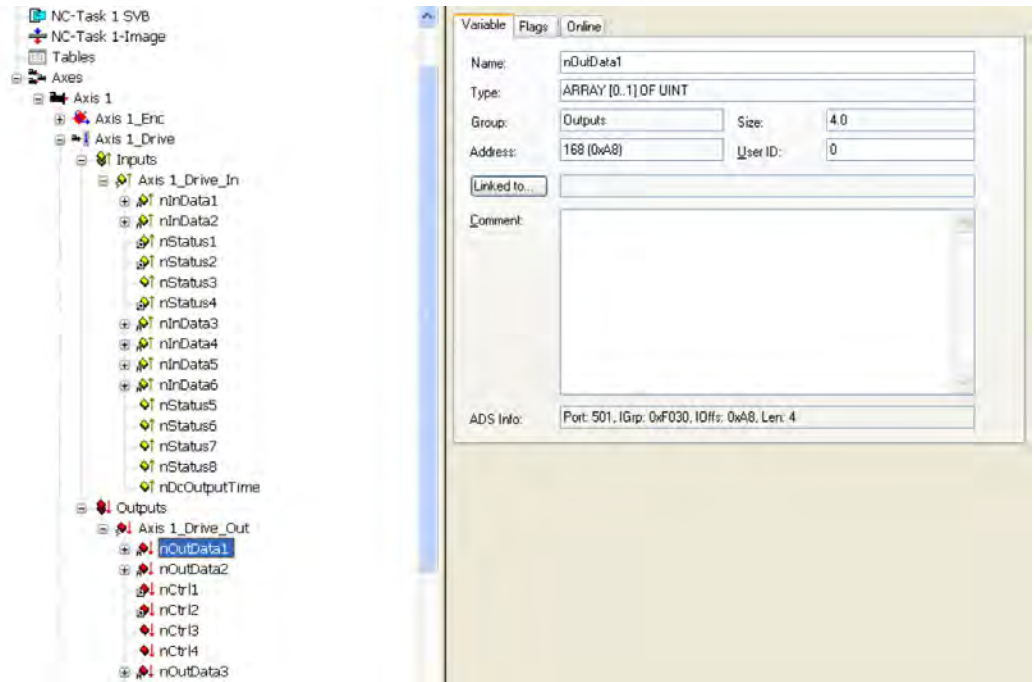 NC-Task 1 SVB
NC-Task 1-Image
Tables
Axes
Axis 1
Axis 1_Enc
Axis 1_Drive
Inputs
Axis 1_Drive_In
nInData1
nInData2
nStatus1
nStatus2
nStatus3
nStatus4
nInData3
nInData4
nInData5
nInData6
nStatus5
nStatus6
nStatus7
nStatus8
nDcOutputTime
Outputs
Axis 1_Drive_Out
nOutData1
nOutData2
nCtrl1
nCtrl2
nCtrl3
nCtrl4
nOutData3
Variable Flags Online
Name: nOutData1
Type: ARRAY [0..1] OF UINT
Group: Outputs Size: 4.0
Address: 168 (0xA8) User ID: 0
Linked to...
Comment:
ADS Info: Port: 501, IGrp: 0xF030, IOffs: 0xA8, Len: 4